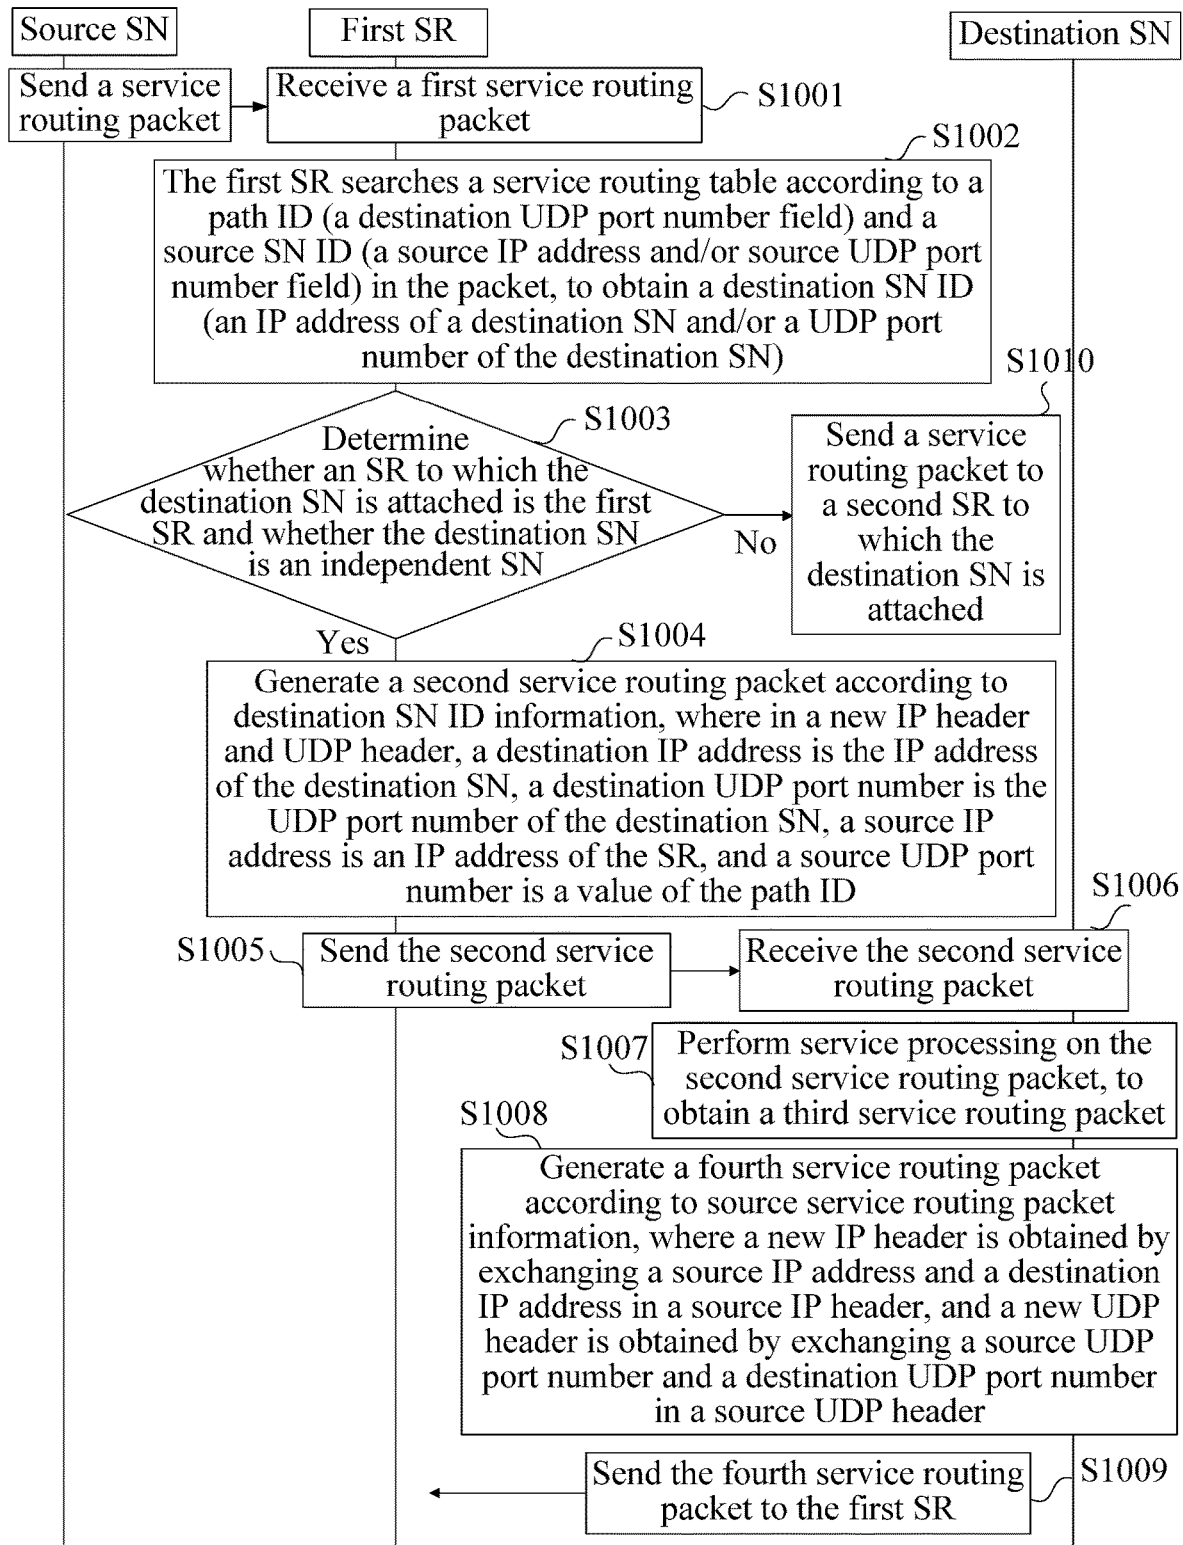 Source SN
First SR
Destination SN
Send a service
routing packet
Receive a first service routing
packet
S1001
S1002
The first SR searches a service routing table according to a
path ID (a destination UDP port number field) and a
source SN ID (a source IP address and/or source UDP port
number field) in the packet, to obtain a destination SN ID
(an IP address of a destination SN and/or a UDP port
number of the destination SN)
S1003
Determine
whether an SR to which the
destination SN is attached is the first
SR and whether the destination SN
is an independent SN
No
S1010
Send a service
routing packet to
a second SR to
which the
destination SN is
attached
Yes
S1004
Generate a second service routing packet according to
destination SN ID information, where in a new IP header
and UDP header, a destination IP address is the IP address
of the destination SN, a destination UDP port number is the
UDP port number of the destination SN, a source IP
address is an IP address of the SR, and a source UDP port
number is a value of the path ID
S1005
Send the second service
routing packet
S1006
Receive the second service
routing packet
S1007
Perform service processing on the
second service routing packet, to
obtain a third service routing packet
S1008
Generate a fourth service routing packet
according to source service routing packet
information, where a new IP header is obtained by
exchanging a source IP address and a destination
IP address in a source IP header, and a new UDP
header is obtained by exchanging a source UDP
port number and a destination UDP port number
in a source UDP header
Send the fourth service routing
packet to the first SR
S1009